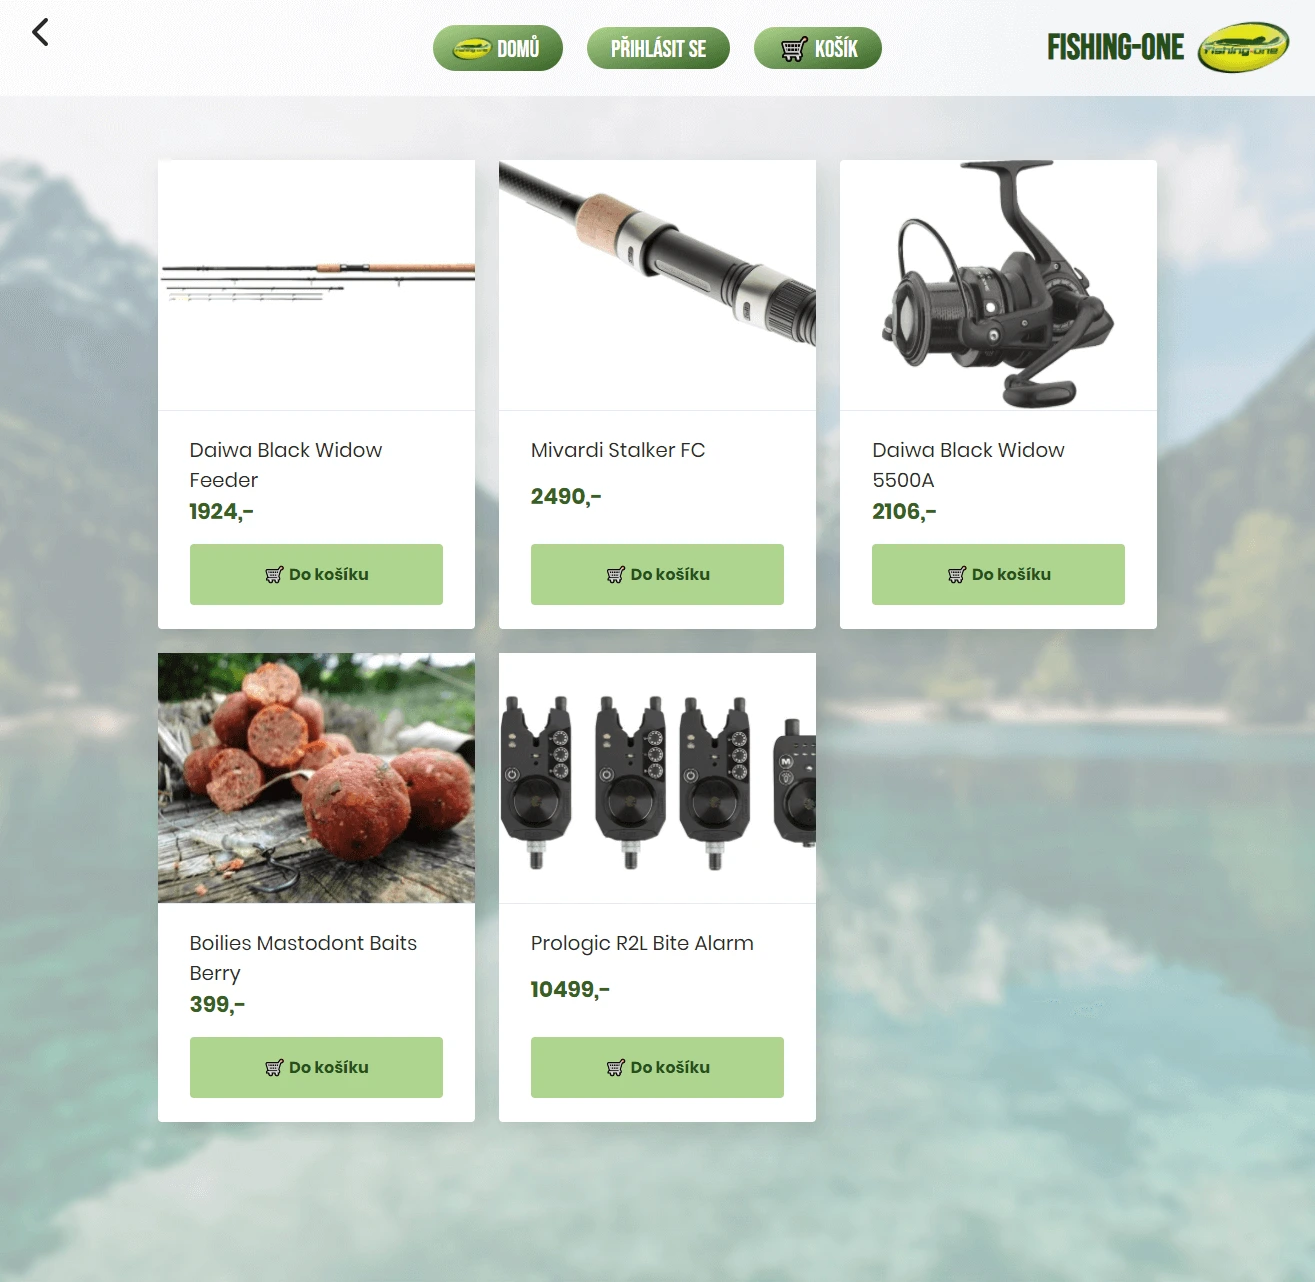 DOMŮ
PŘIHLÁSIT SE
KOŠÍK
FISHING-ONE
fishing-one
Daiwa Black Widow
Feeder
1924,-
Do košíku
Mivardi Stalker FC
2490,-
Do košíku
Daiwa Black Widow
5500A
2106,-
Do košíku
M
Boilies Mastodont Baits
Berry
399,-
Do košíku
Prologic R2L Bite Alarm
10499,-
Do košíku